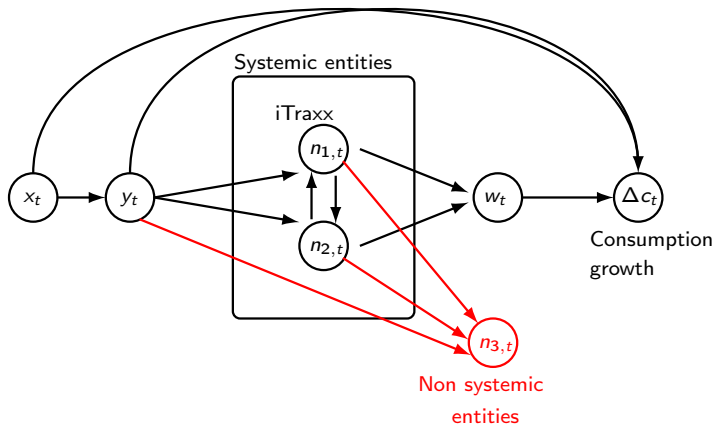 Systemic entities
iTraxx
n₁,ₜ
xₜ
yₜ
wₜ
Δcₜ
n₂,ₜ
Consumption
growth
n₃,ₜ
Non systemic
entities